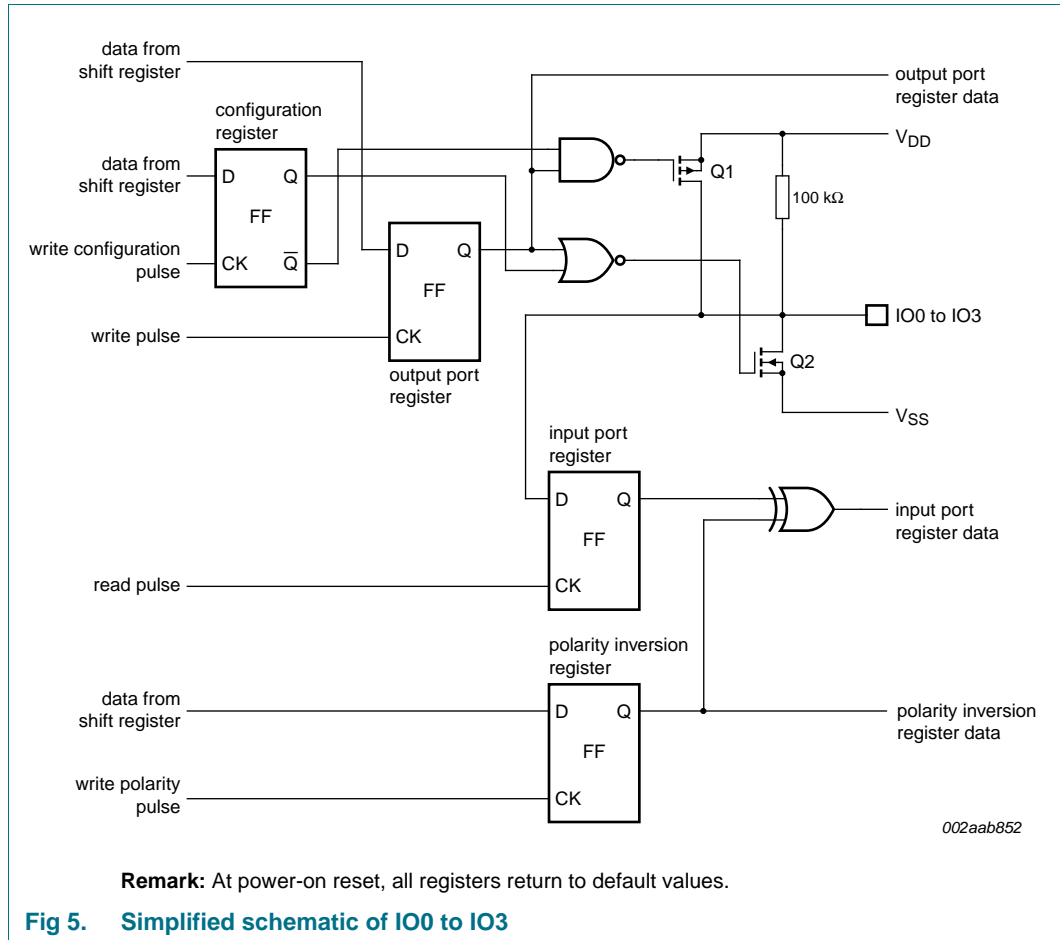 data from
shift register
output port
register data
configuration
register
VDD
data from
shift register
D
Q
Q1
100 kΩ
FF
write configuration
pulse
CK
Q̅
D
Q
FF
IO0 to IO3
write pulse
CK
Q2
output port
register
VSS
input port
register
D
Q
input port
register data
FF
read pulse
CK
polarity inversion
register
data from
shift register
D
Q
polarity inversion
register data
FF
write polarity
pulse
CK
002aab852
Remark: At power-on reset, all registers return to default values.
Fig 5. Simplified schematic of IO0 to IO3